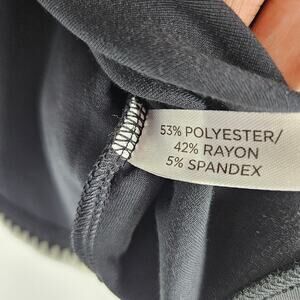 53% POLYESTER/
42% RAYON
5% SPANDEX